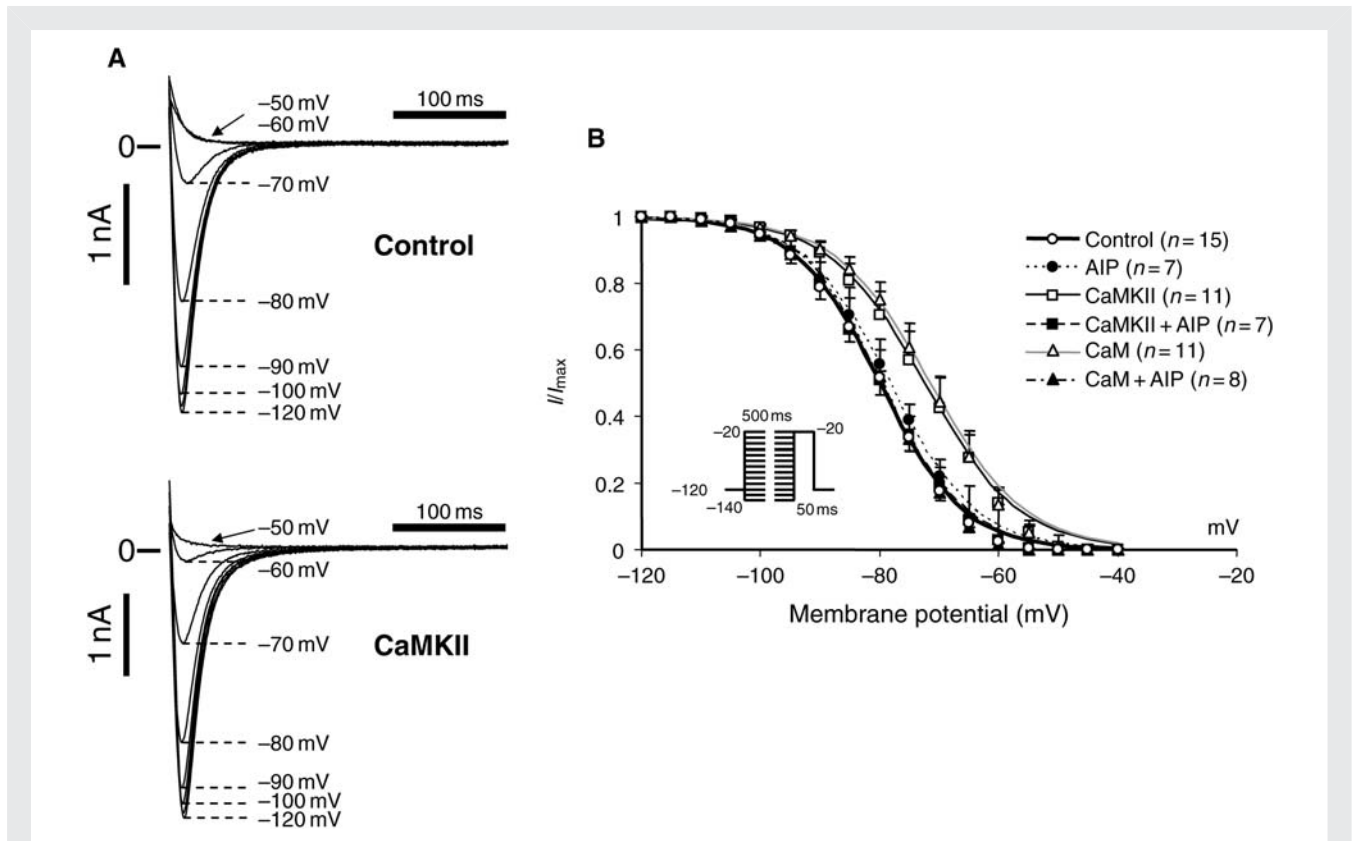 A
–50 mV
–60 mV
100 ms
0
–70 mV
1 nA
Control
–80 mV
–90 mV
–100 mV
–120 mV
–50 mV
100 ms
0
–60 mV
1 nA
–70 mV
CaMKII
–80 mV
–90 mV
–100 mV
–120 mV
B
1
0.8
0.6
0.4
0.2
0
I/Imax
Control (n = 15)
AIP (n = 7)
CaMKII (n = 11)
CaMKII + AIP (n = 7)
CaM (n = 11)
CaM + AIP (n = 8)
500 ms
–20
–20
–120
–140
50 ms
mV
–120
–100
–80
–60
–40
–20
Membrane potential (mV)